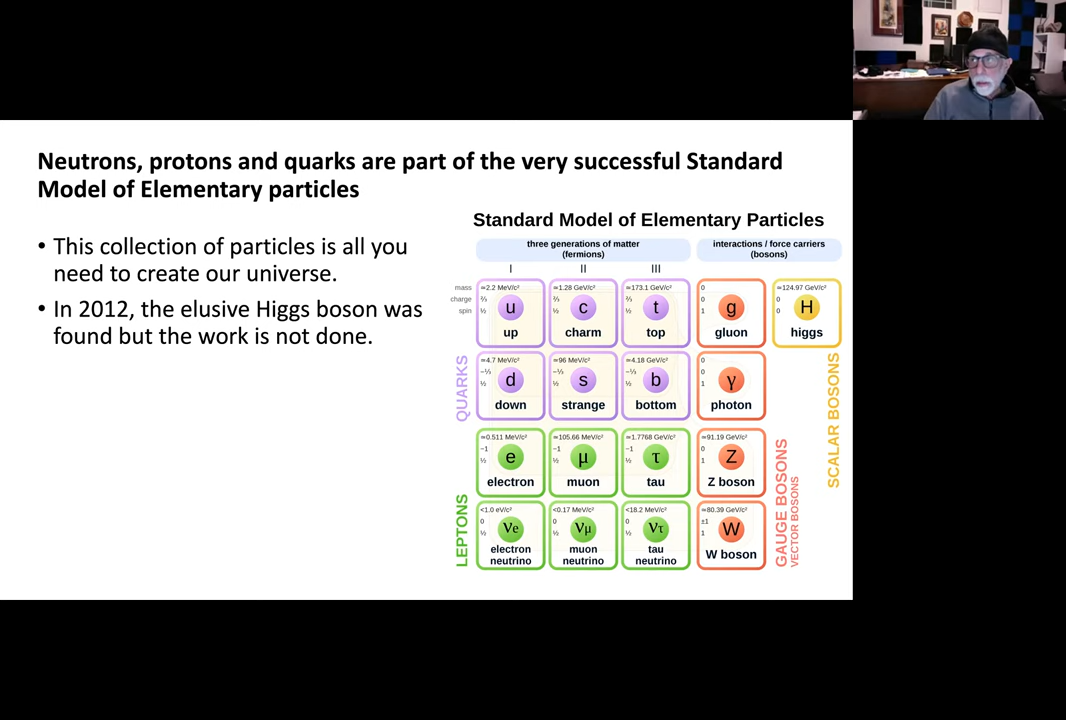 Neutrons, protons and quarks are part of the very successful Standard
Model of Elementary particles
• This collection of particles is all you
need to create our universe.
• In 2012, the elusive Higgs boson was
found but the work is not done.
Standard Model of Elementary Particles
three generations of matter
(fermions)
interactions / force carriers
(bosons)
I II III
mass ≃2.2 MeV/c² ≃1.28 GeV/c² ≃173.1 GeV/c² 0 ≃124.97 GeV/c²
charge ⅔ ⅔ ⅔ 0 0
spin ½ ½ ½ 1 0
u c t g H
up charm top gluon higgs
QUARKS
≃4.7 MeV/c² ≃96 MeV/c² ≃4.18 GeV/c² 0
−⅓ −⅓ −⅓ 0
½ ½ ½ 1
d s b γ
down strange bottom photon
≃0.511 MeV/c² ≃105.66 MeV/c² ≃1.7768 GeV/c² ≃91.19 GeV/c²
−1 −1 −1 0
½ ½ ½ 1
e μ τ Z
electron muon tau Z boson
LEPTONS
<1.0 eV/c² <0.17 MeV/c² <18.2 MeV/c² ≃80.39 GeV/c²
0 0 0 ±1
½ ½ ½ 1
νe νμ ντ W
electron
neutrino
muon
neutrino
tau
neutrino
W boson
GAUGE BOSONS
VECTOR BOSONS
SCALAR BOSONS